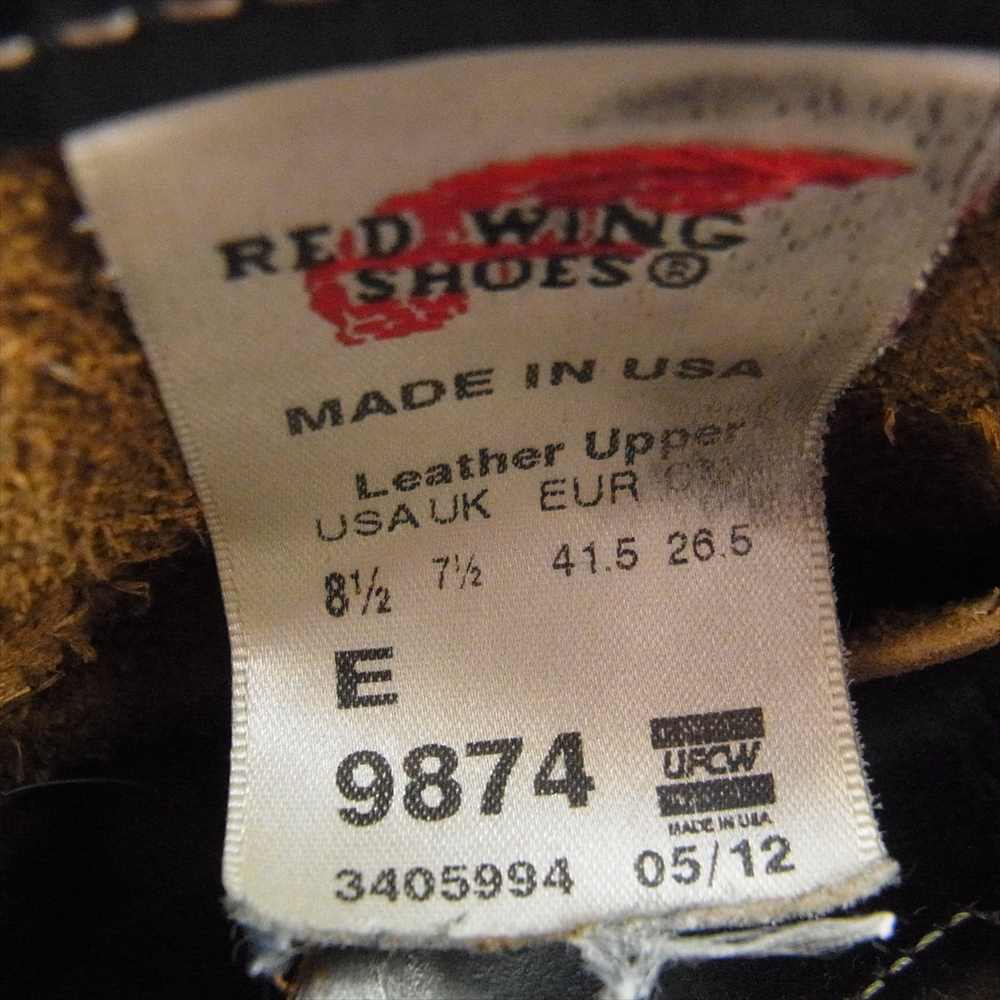 RED WING
SHOES®
MADE IN USA
Leather Upper
USA UK EUR CM
8½ 7½ 41.5 26.5
E
9874
UFCW
MADE IN USA
3405994 05/12